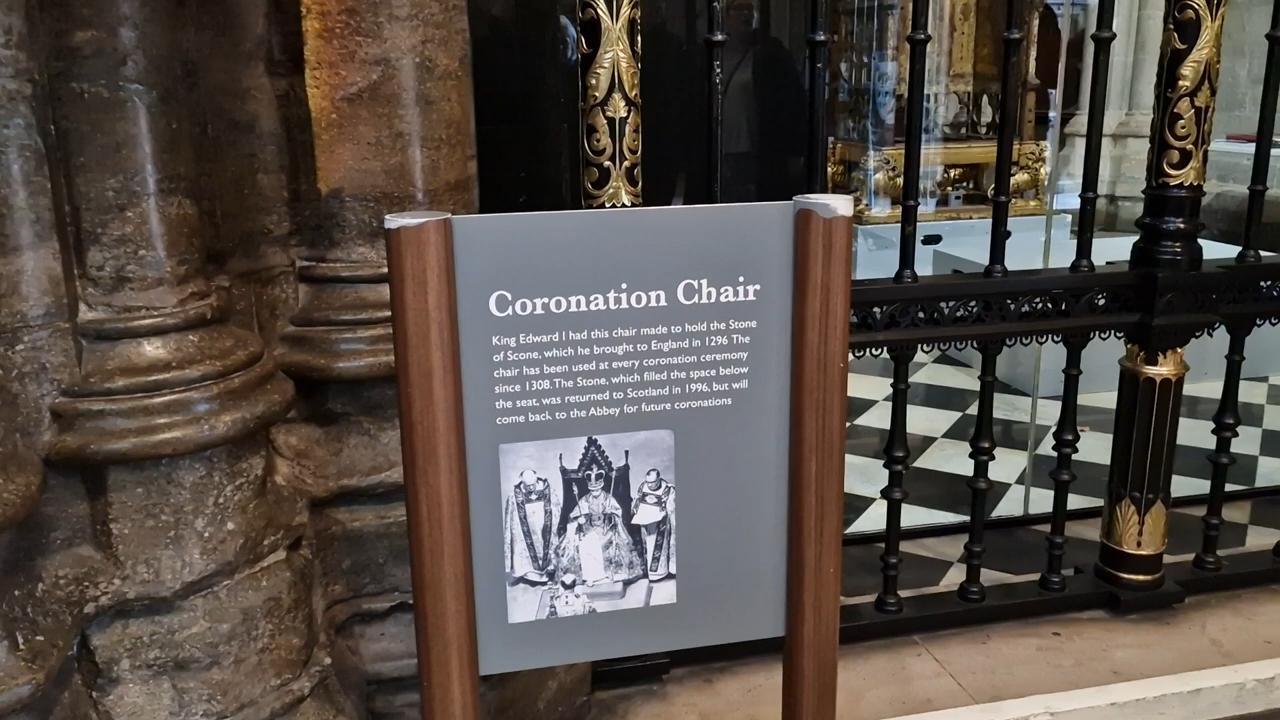 Coronation Chair
King Edward I had this chair made to hold the Stone
of Scone, which he brought to England in 1296 The
chair has been used at every coronation ceremony
since 1308. The Stone, which filled the space below
the seat, was returned to Scotland in 1996, but will
come back to the Abbey for future coronations